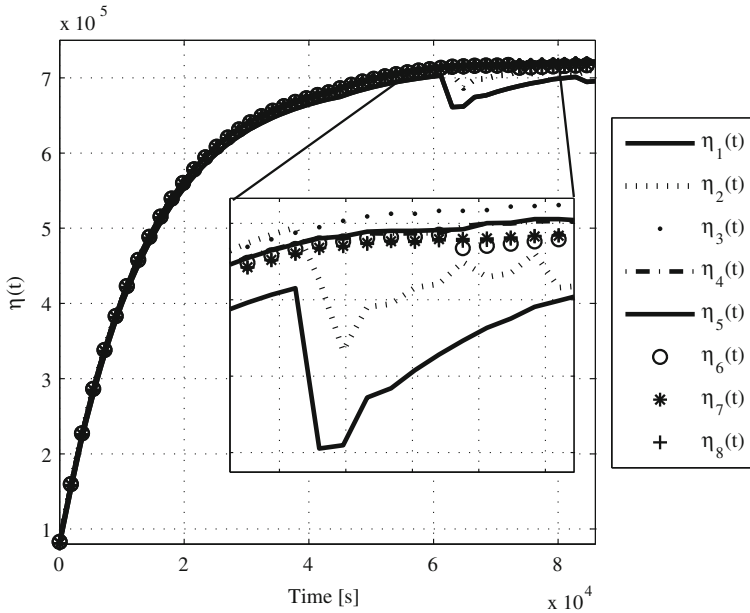 x 10^5
7
6
5
4
3
2
1
η(t)
0
2
4
6
8
Time [s]
x 10^4
η_1(t)
η_2(t)
η_3(t)
η_4(t)
η_5(t)
η_6(t)
η_7(t)
η_8(t)